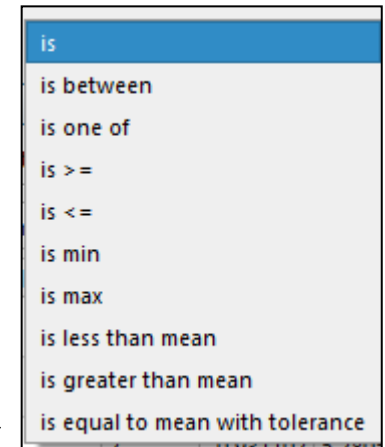 is
is between
is one of
is >=
is <=
is min
is max
is less than mean
is greater than mean
is equal to mean with tolerance